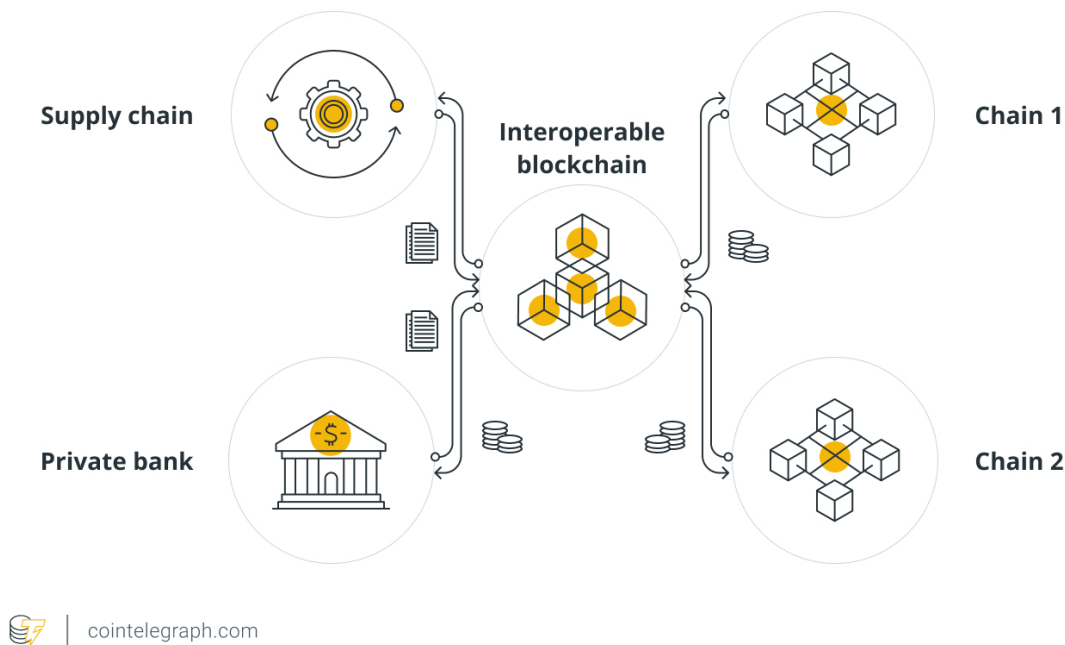 Supply chain
Interoperable
blockchain
Chain 1
$
Private bank
Chain 2
cointelegraph.com